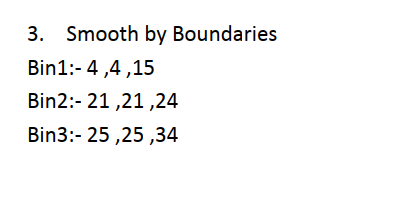 3. Smooth by Boundaries
Bin1:- 4 ,4 ,15
Bin2:- 21 ,21 ,24
Bin3:- 25 ,25 ,34